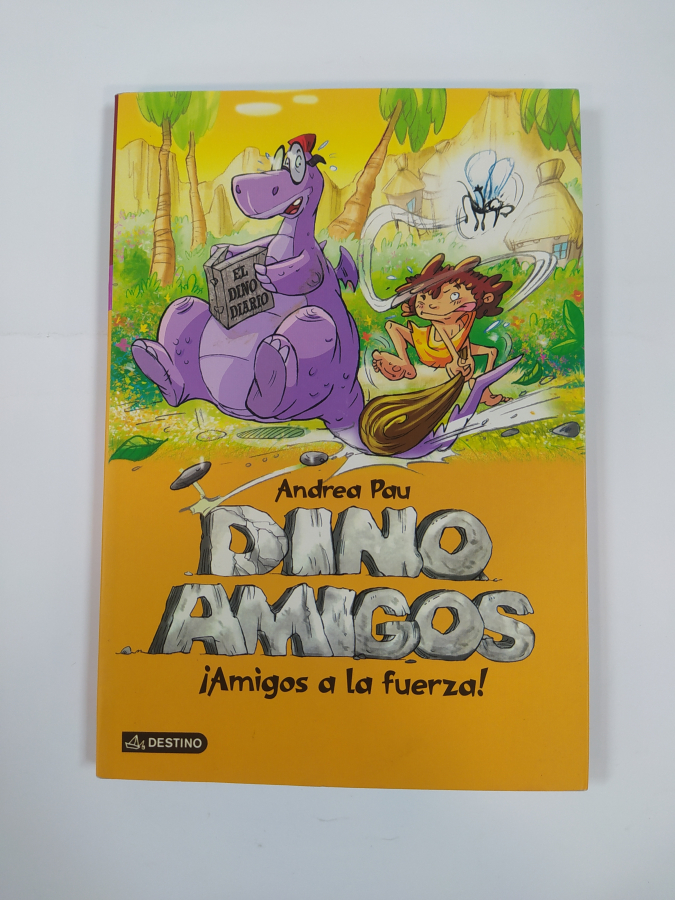 EL
DINO
DIARIO
Andrea Pau
DINO
AMIGOS
¡Amigos a la fuerza!
DESTINO